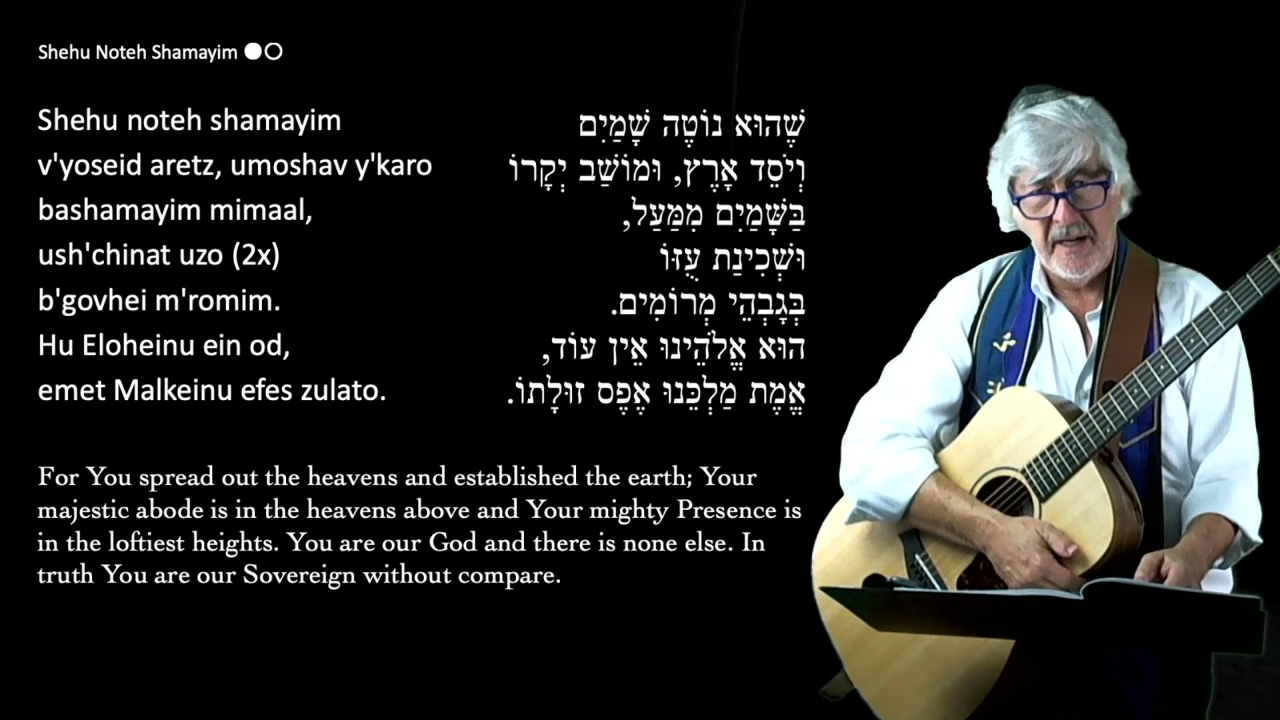 Shehu Noteh Shamayim
Shehu noteh shamayim
v'yoseid aretz, umoshav y'karo
bashamayim mimaal,
ush'chinat uzo (2x)
b'govhei m'romim.
Hu Eloheinu ein od,
emet Malkeinu efes zulato.
שֶׁהוּא נוֹטֶה שָׁמַיִם
וְיֹסֵד אָרֶץ, וּמוֹשַׁב יְקָרוֹ
בַּשָּׁמַיִם מִמַּעַל,
וּשְׁכִינַת עֻזּוֹ
בְּגָבְהֵי מְרוֹמִים.
הוּא אֱלֹהֵינוּ אֵין עוֹד,
אֱמֶת מַלְכֵּנוּ אֶפֶס זוּלָתוֹ.
For You spread out the heavens and established the earth; Your
majestic abode is in the heavens above and Your mighty Presence is
in the loftiest heights. You are our God and there is none else. In
truth You are our Sovereign without compare.